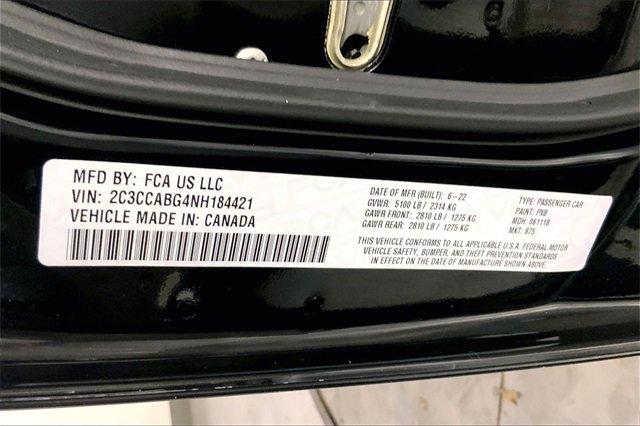 MFD BY: FCA US LLC
VIN: 2C3CCABG4NH184421
VEHICLE MADE IN: CANADA
DATE OF MFR (BUILT): 6-22
GVWR: 5100 LB / 2314 KG
GAWR FRONT: 2810 LB / 1275 KG
GAWR REAR: 2810 LB / 1275 KG
TYPE: PASSENGER CAR
PAINT: PX8
MDH: 061118
MKT: 875
THIS VEHICLE CONFORMS TO ALL APPLICABLE U.S.A. FEDERAL MOTOR
VEHICLE SAFETY, BUMPER, AND THEFT PREVENTION STANDARDS
IN EFFECT ON THE DATE OF MANUFACTURE SHOWN ABOVE.